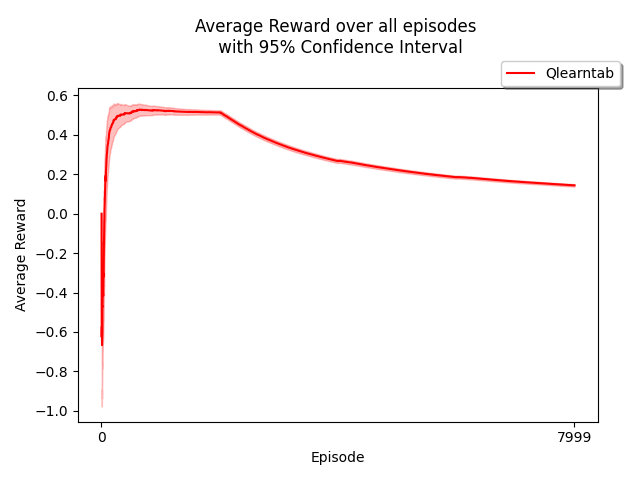 Average Reward over all episodes
with 95% Confidence Interval
Qlearntab
0.6
0.4
0.2
0.0
−0.2
−0.4
−0.6
−0.8
−1.0
Average Reward
0
7999
Episode